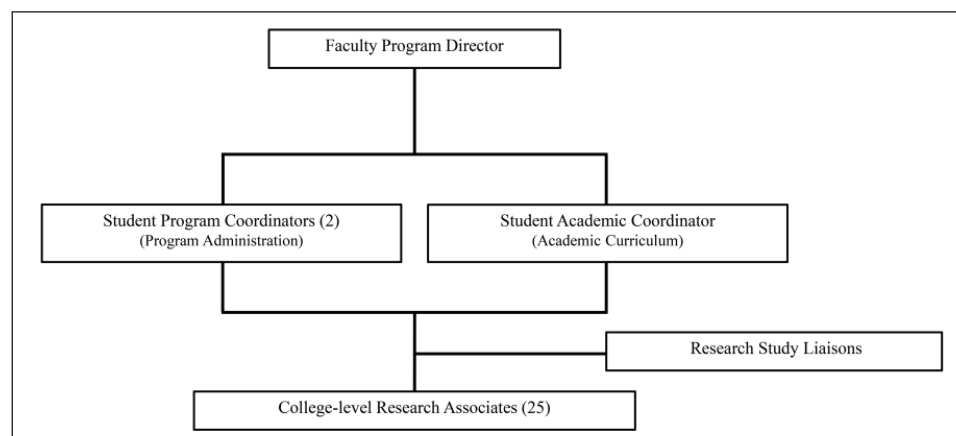 Faculty Program Director
Student Program Coordinators (2)
(Program Administration)
Student Academic Coordinator
(Academic Curriculum)
Research Study Liaisons
College-level Research Associates (25)